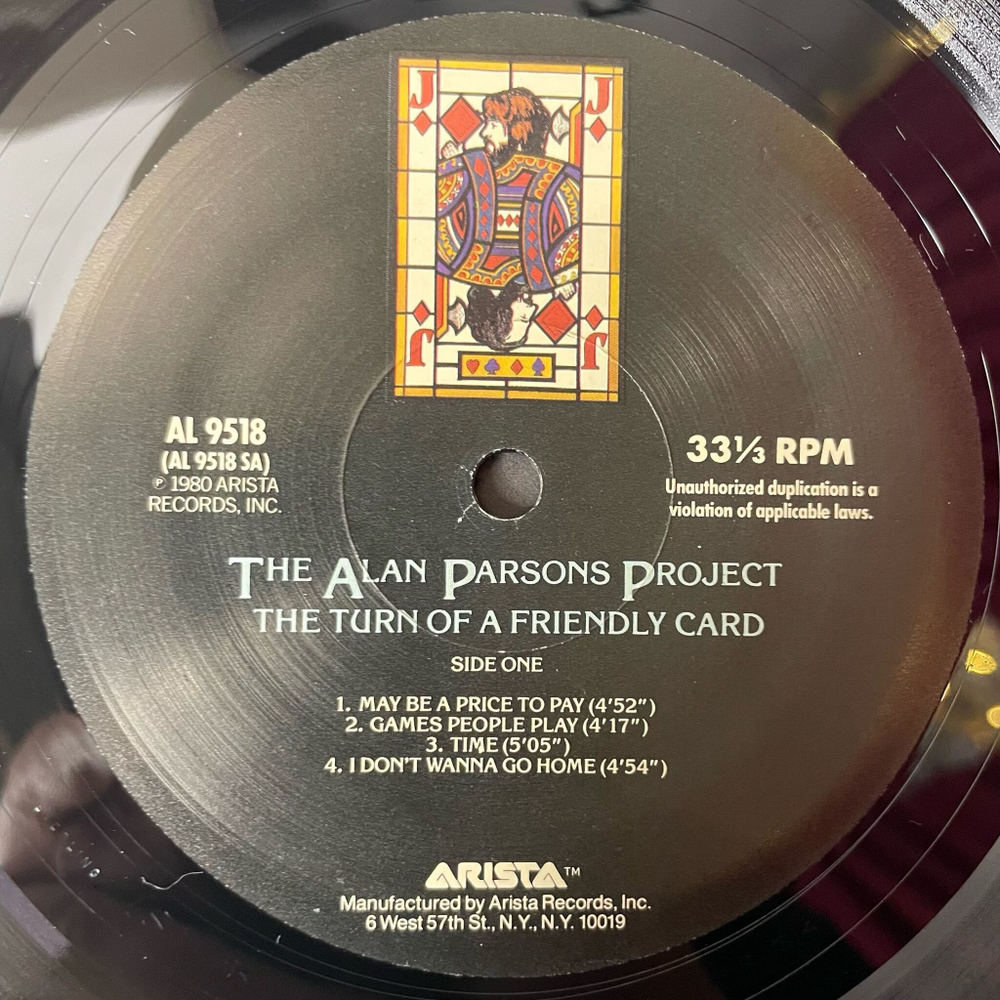 J J
AL 9518
(AL 9518 SA)
℗ 1980 ARISTA
RECORDS, INC.
33⅓ RPM
Unauthorized duplication is a
violation of applicable laws.
THE ALAN PARSONS PROJECT
THE TURN OF A FRIENDLY CARD
SIDE ONE
1. MAY BE A PRICE TO PAY (4'52")
2. GAMES PEOPLE PLAY (4'17")
3. TIME (5'05")
4. I DON'T WANNA GO HOME (4'54")
ARISTA™
Manufactured by Arista Records, Inc.
6 West 57th St., N.Y., N.Y. 10019